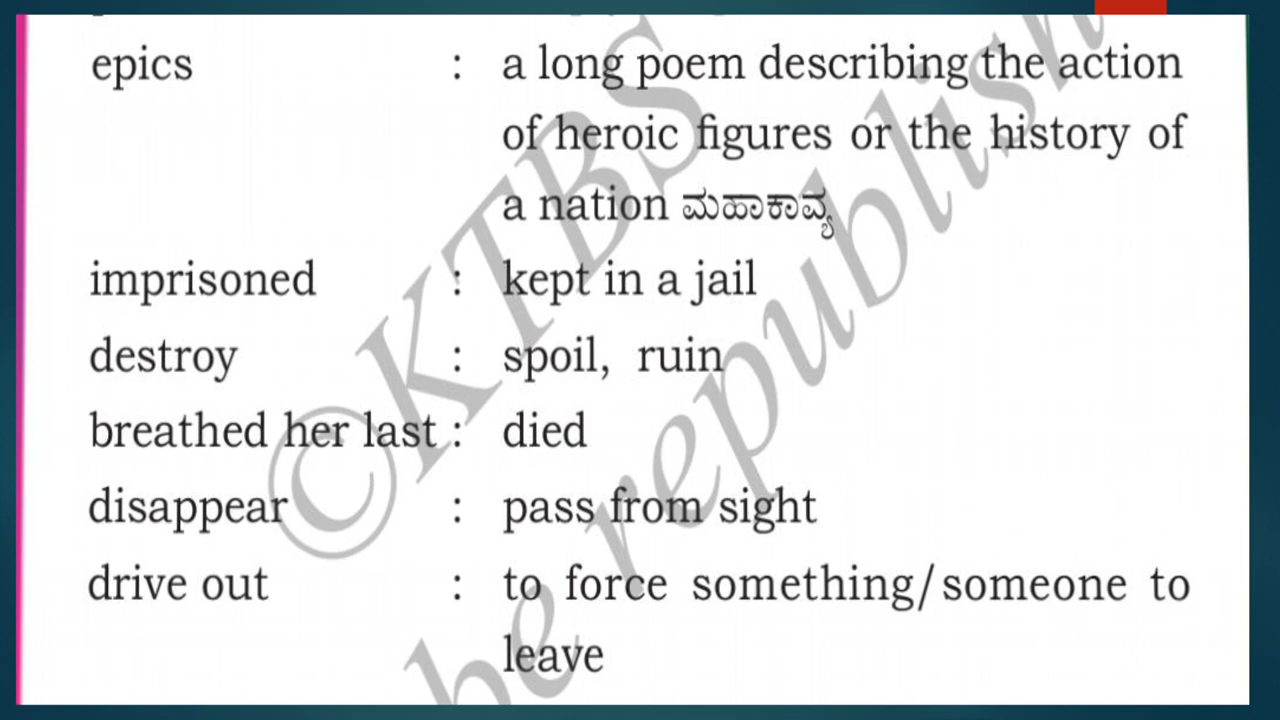 epics : a long poem describing the action
of heroic figures or the history of
a nation ಮಹಾಕಾವ್ಯ
imprisoned : kept in a jail
destroy : spoil, ruin
breathed her last : died
disappear : pass from sight
drive out : to force something/someone to
leave
©KTBS
be republish